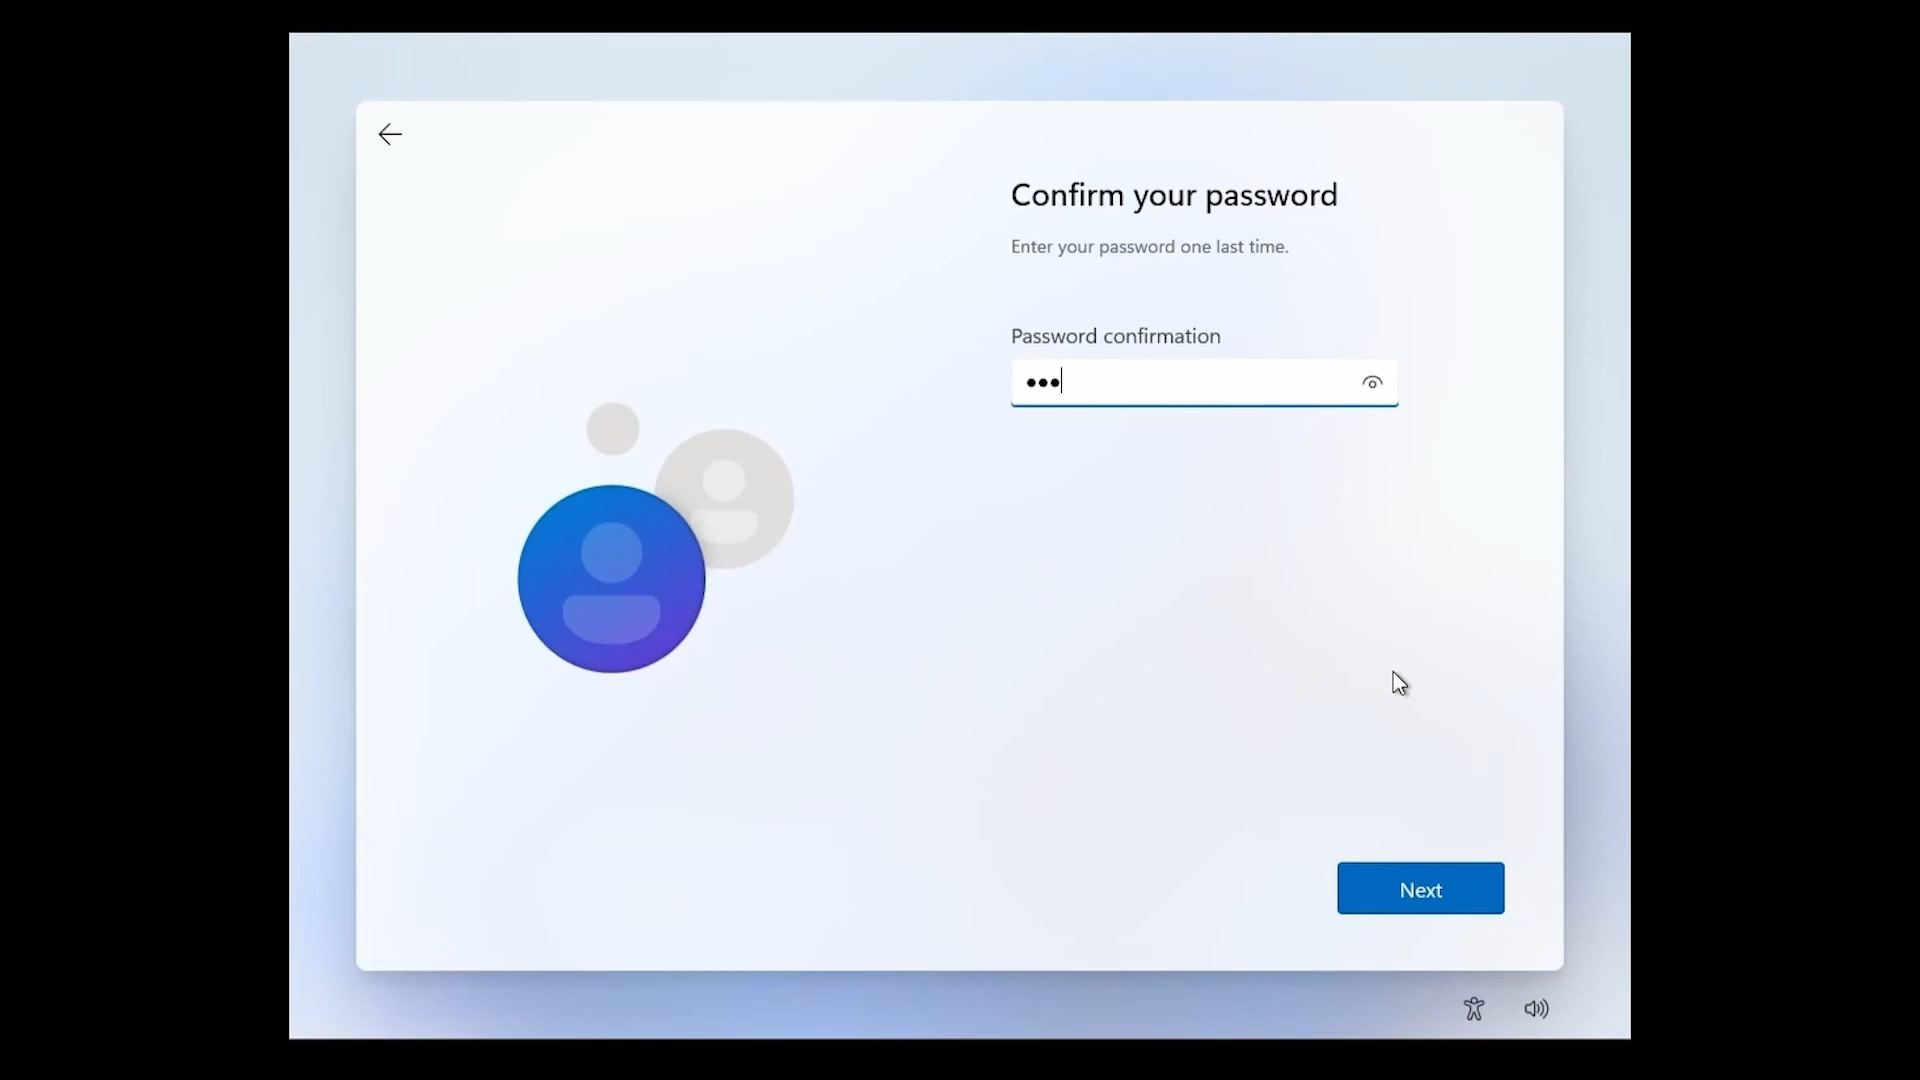 Confirm your password
Enter your password one last time.
Password confirmation
•••
Next